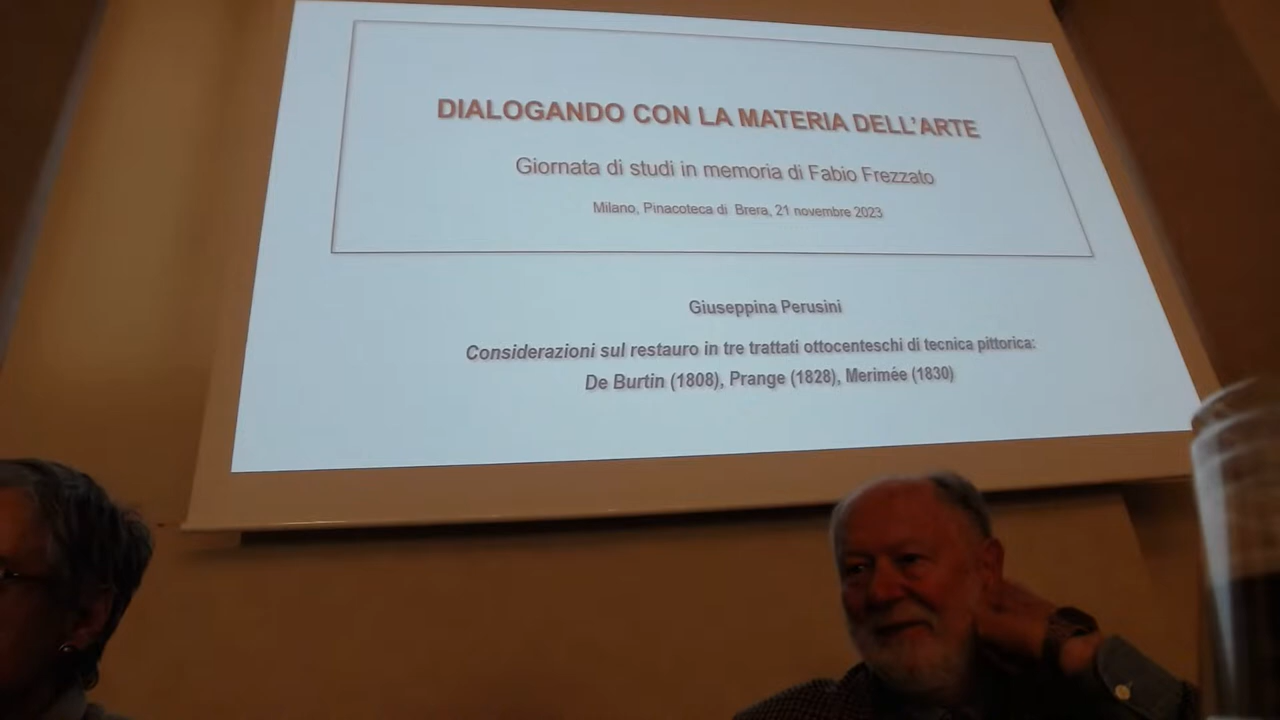 DIALOGANDO CON LA MATERIA DELL'ARTE
Giornata di studi in memoria di Fabio Frezzato
Milano, Pinacoteca di Brera, 21 novembre 2023
Giuseppina Perusini
Considerazioni sul restauro in tre trattati ottocenteschi di tecnica pittorica:
De Burtin (1808), Prange (1828), Merimée (1830)